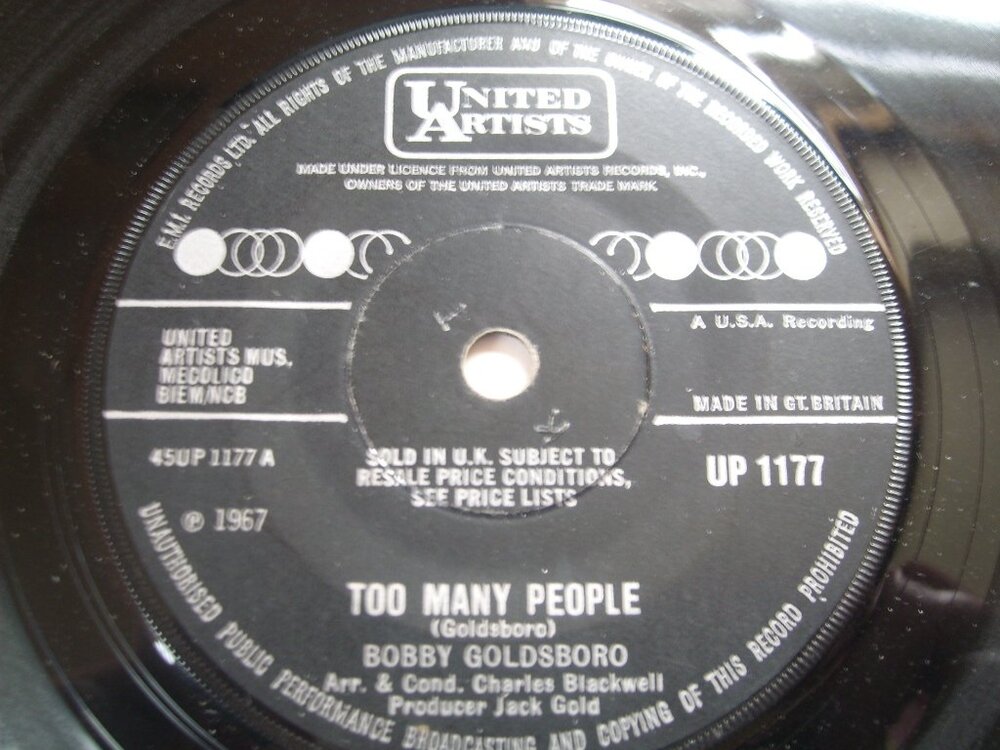 E.M.I. RECORDS LTD. ALL RIGHTS OF THE MANUFACTURER AND OF THE OWNER OF THE RECORDED WORK RESERVED
UNITED
ARTISTS
MADE UNDER LICENCE FROM UNITED ARTISTS RECORDS, INC.,
OWNERS OF THE UNITED ARTISTS TRADE MARK
UNITED
ARTISTS MUS.
MECOLICO
BIEM/NCB
A U.S.A. Recording
MADE IN GT. BRITAIN
45UP 1177 A
SOLD IN U.K. SUBJECT TO
RESALE PRICE CONDITIONS,
SEE PRICE LISTS
UP 1177
℗ 1967
TOO MANY PEOPLE
(Goldsboro)
BOBBY GOLDSBORO
Arr. & Cond. Charles Blackwell
Producer Jack Gold
UNAUTHORISED PUBLIC PERFORMANCE BROADCASTING AND COPYING OF THIS RECORD PROHIBITED